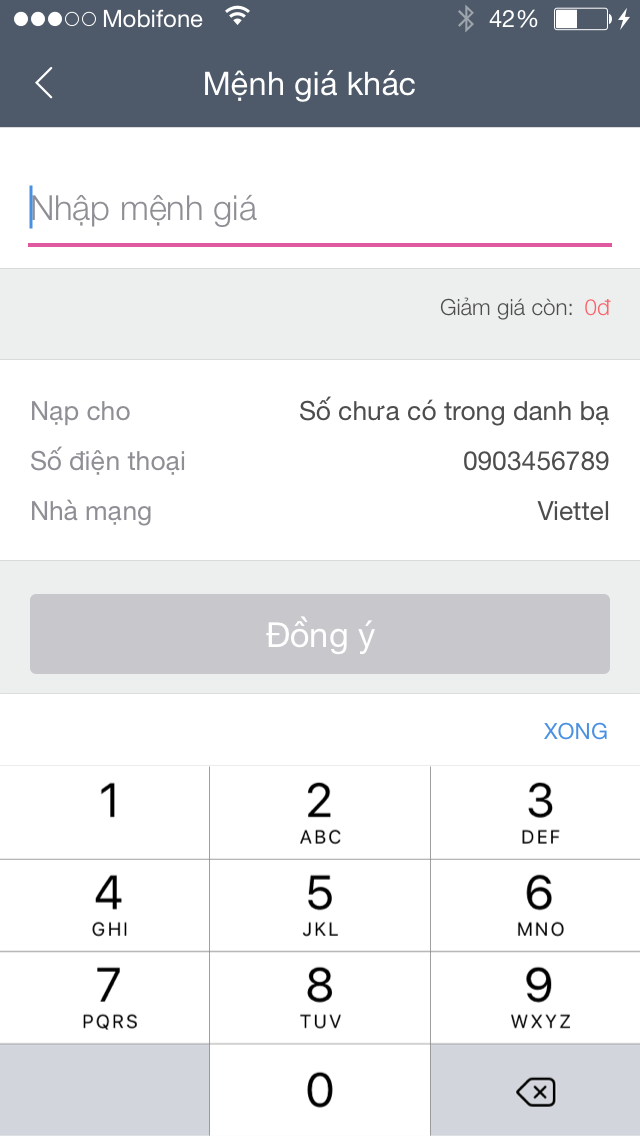 Mobifone 42%
Mệnh giá khác
Nhập mệnh giá
Giảm giá còn: 0đ
Nạp cho Số chưa có trong danh bạ
Số điện thoại 0903456789
Nhà mạng Viettel
Đồng ý
XONG
1 2 3
ABC DEF
4 5 6
GHI JKL MNO
7 8 9
PQRS TUV WXYZ
0